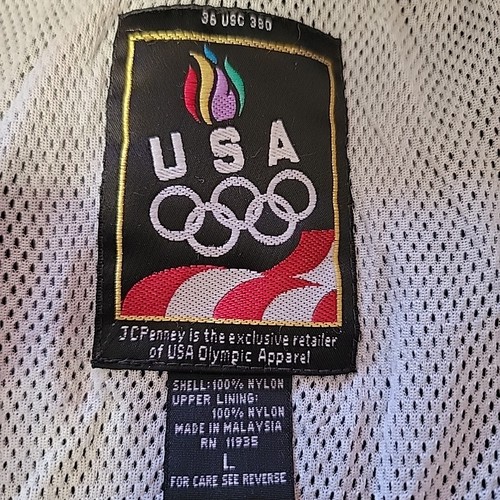 36 USC 380
USA
JCPenney is the exclusive retailer
of USA Olympic Apparel
SHELL: 100% NYLON
UPPER LINING:
100% NYLON
MADE IN MALAYSIA
RN 11935
L
FOR CARE SEE REVERSE